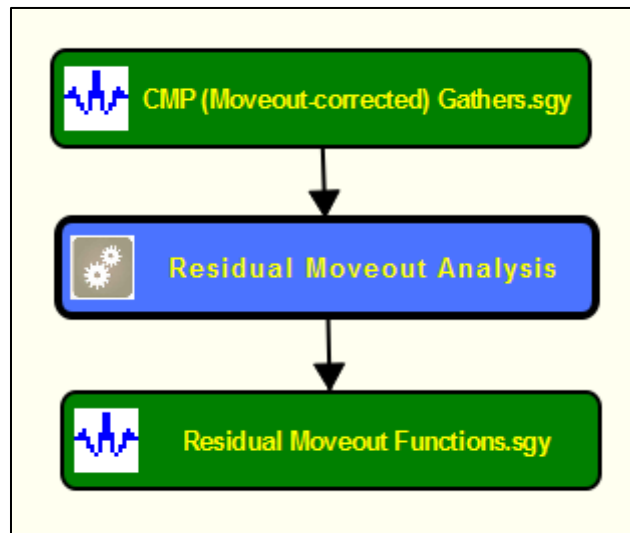 CMP (Moveout-corrected) Gathers.sgy
Residual Moveout Analysis
Residual Moveout Functions.sgy